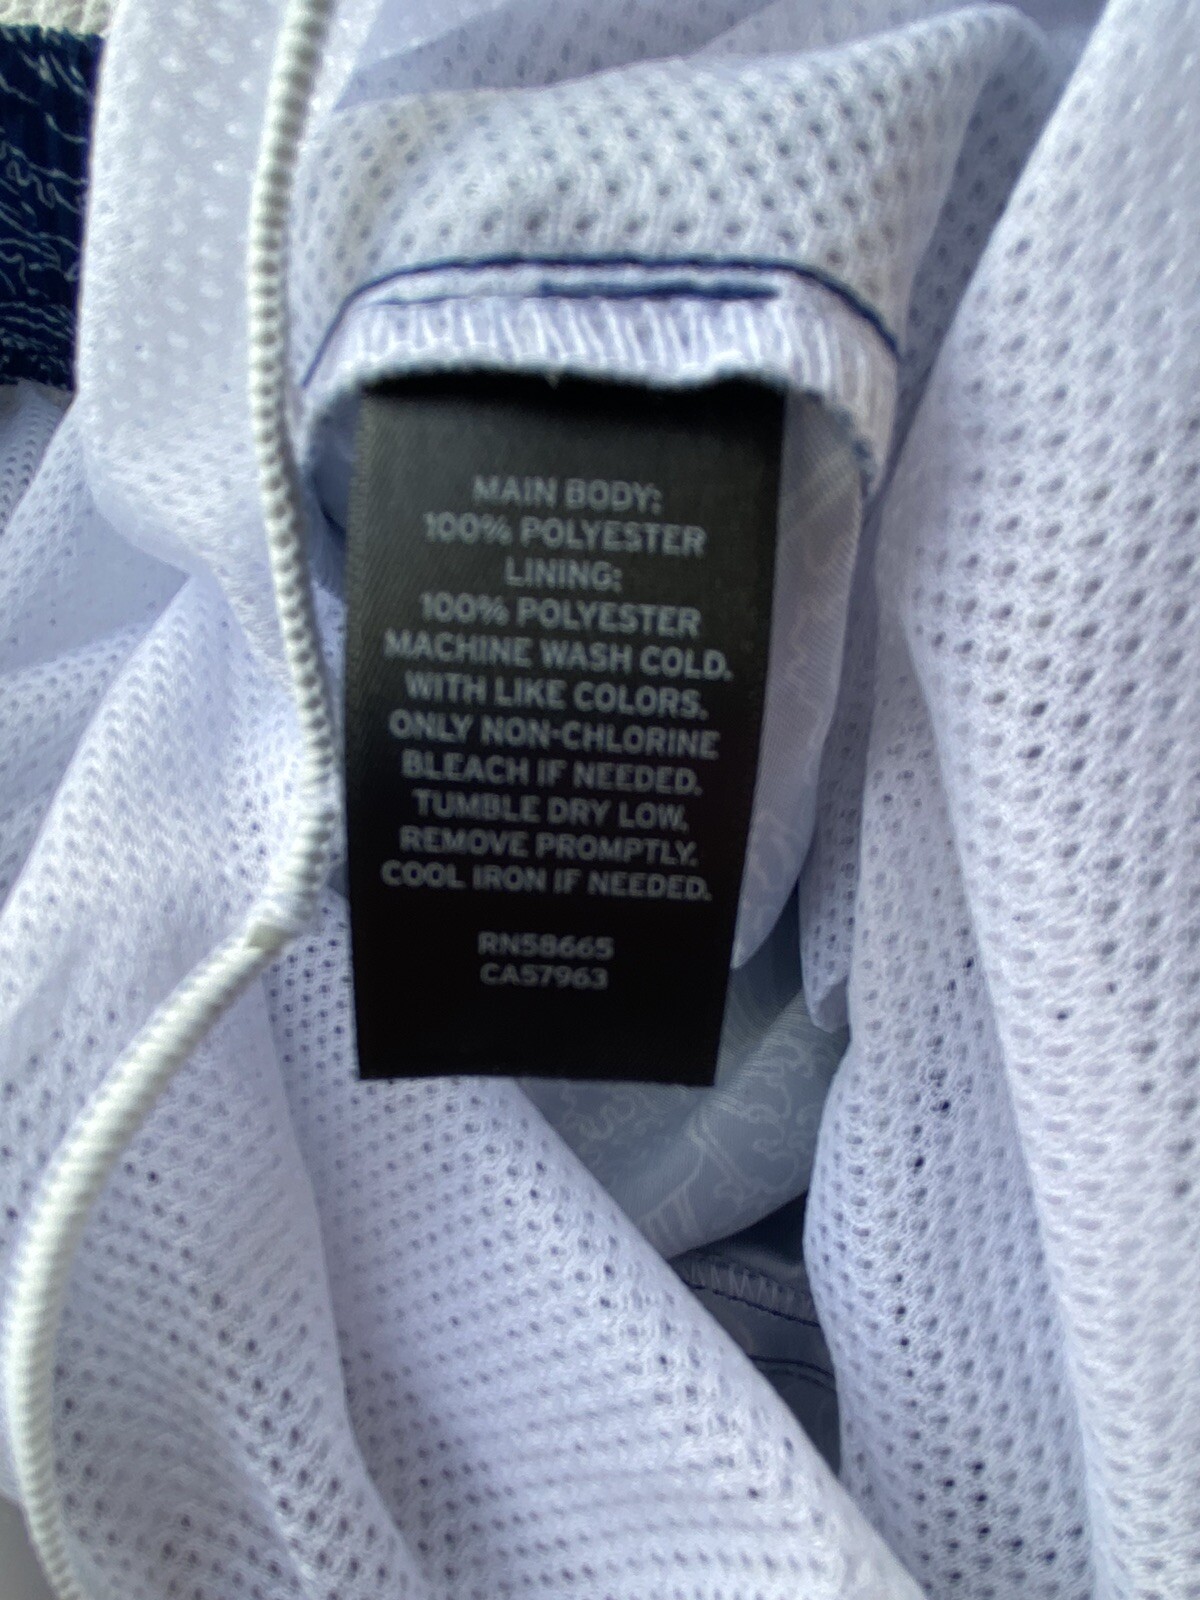 MAIN BODY:
100% POLYESTER
LINING:
100% POLYESTER
MACHINE WASH COLD.
WITH LIKE COLORS.
ONLY NON-CHLORINE
BLEACH IF NEEDED.
TUMBLE DRY LOW,
REMOVE PROMPTLY.
COOL IRON IF NEEDED.
RN58665
CA57963